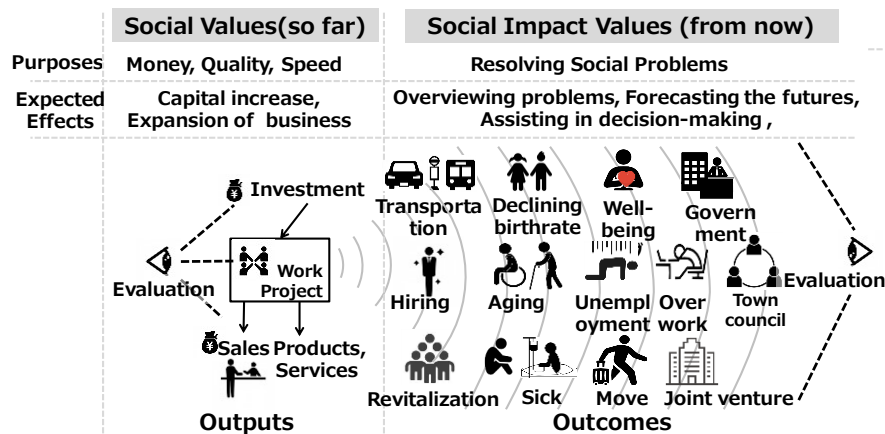 Social Values(so far)
Social Impact Values (from now)
Purposes
Money, Quality, Speed
Resolving Social Problems
Expected
Effects
Capital increase,
Expansion of business
Overviewing problems, Forecasting the futures,
Assisting in decision-making ,
¥
Investment
Evaluation
Work
Project
¥
Sales
Products,
Services
Outputs
Transporta
tion
Declining
birthrate
Well-
being
Govern
ment
Hiring
Aging
Unempl
oyment
Over
work
Town
council
Evaluation
Revitalization
Sick
Move
Joint venture
Outcomes